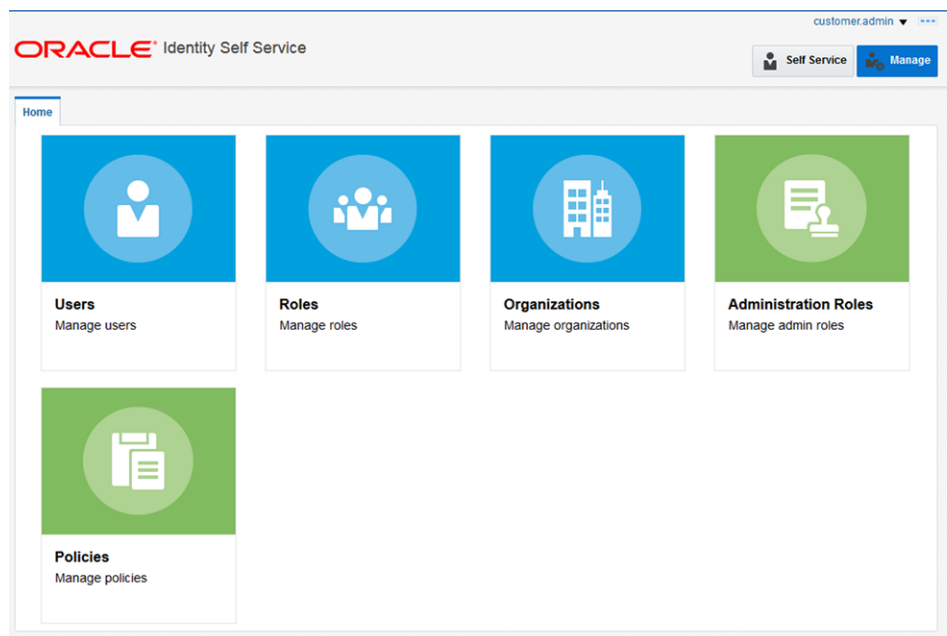 customer.admin
ORACLE Identity Self Service
Self Service
Manage
Home
Users
Manage users
Roles
Manage roles
Organizations
Manage organizations
Administration Roles
Manage admin roles
Policies
Manage policies